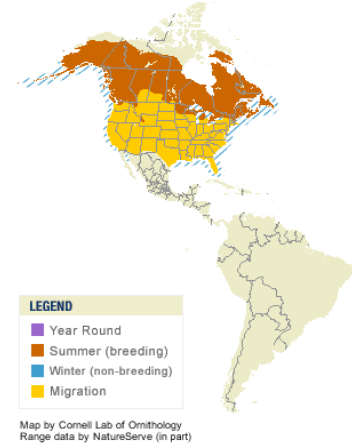 LEGEND
Year Round
Summer (breeding)
Winter (non-breeding)
Migration
Map by Cornell Lab of Ornithology
Range data by NatureServe (in part)